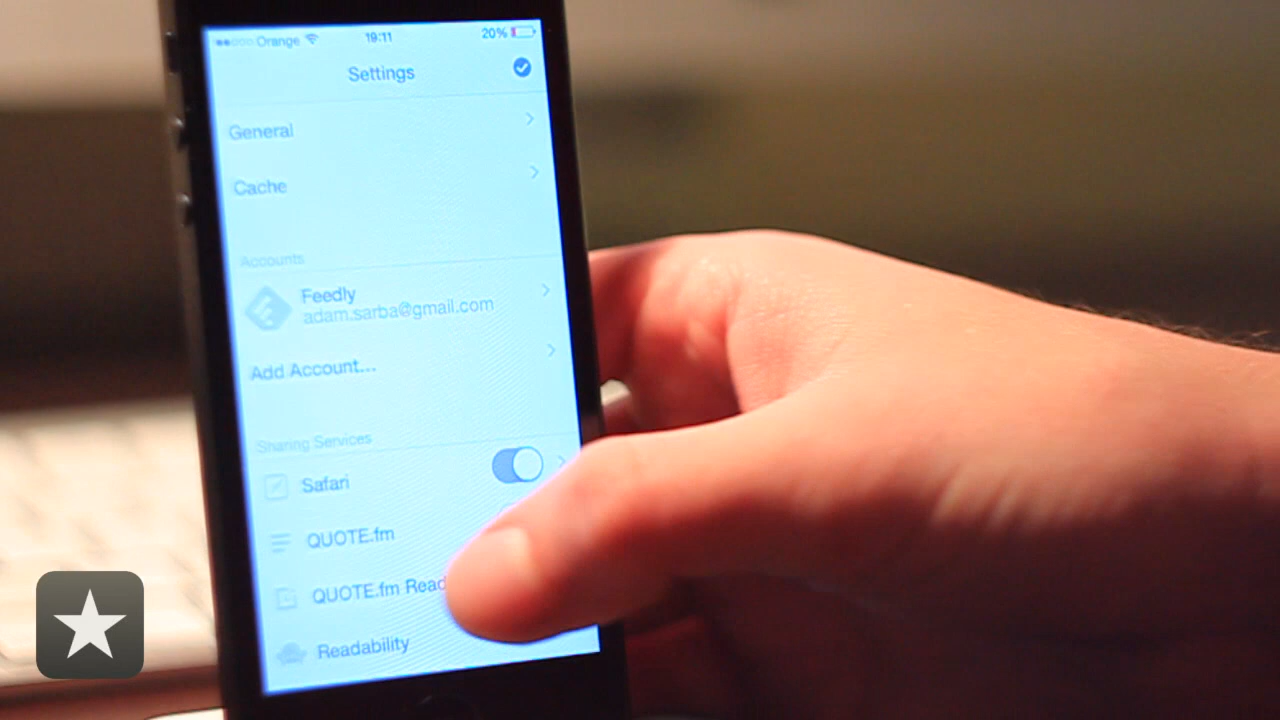 Orange 19:11 20%
Settings
General
Cache
Accounts
Feedly
adam.sarba@gmail.com
Add Account...
Sharing Services
Safari
QUOTE.fm
QUOTE.fm Read
Readability